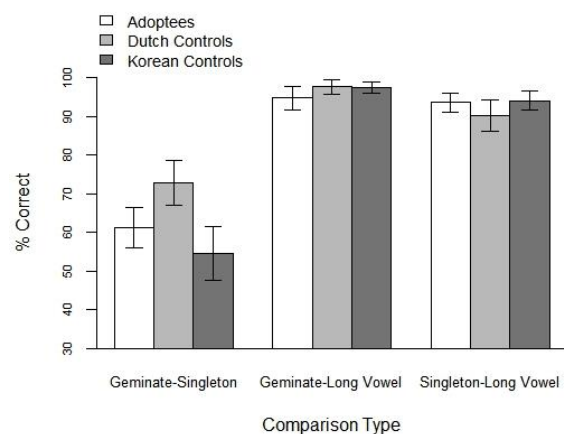 Adoptees
Dutch Controls
Korean Controls
100
90
80
70
60
50
40
30
% Correct
Geminate-Singleton Geminate-Long Vowel Singleton-Long Vowel
Comparison Type